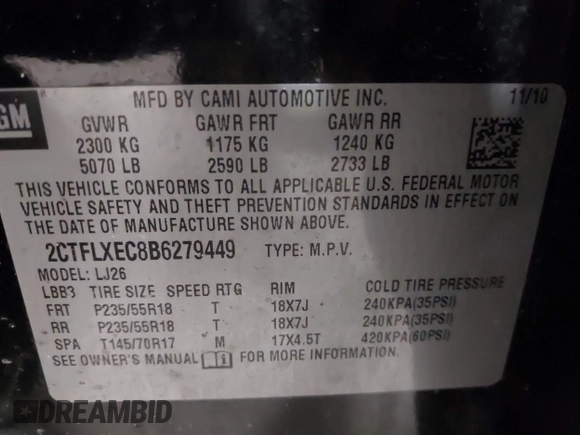 GM
MFD BY CAMI AUTOMOTIVE INC. 11/10
GVWR GAWR FRT GAWR RR
2300 KG 1175 KG 1240 KG
5070 LB 2590 LB 2733 LB
THIS VEHICLE CONFORMS TO ALL APPLICABLE U.S. FEDERAL MOTOR
VEHICLE SAFETY AND THEFT PREVENTION STANDARDS IN EFFECT ON
THE DATE OF MANUFACTURE SHOWN ABOVE.
2CTFLXEC8B6279449 TYPE: M.P.V.
MODEL: LJ26
LBB3 TIRE SIZE SPEED RTG RIM COLD TIRE PRESSURE
FRT P235/55R18 T 18X7J 240KPA(35PSI)
RR P235/55R18 T 18X7J 240KPA(35PSI)
SPA T145/70R17 M 17X4.5T 420KPA(60PSI)
SEE OWNER'S MANUAL FOR MORE INFORMATION.
DREAMBID